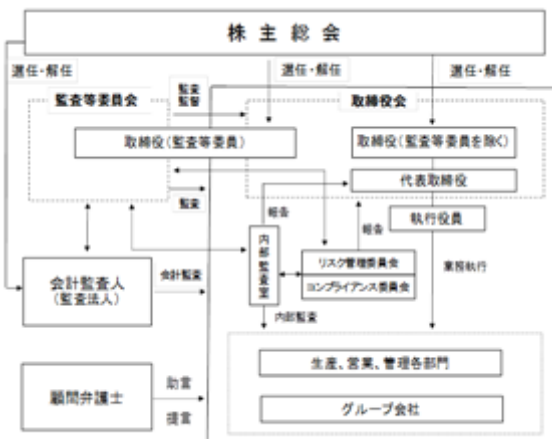 株主総会
選任・解任
監査
監督
選任・解任
選任・解任
監査等委員会
取締役会
取締役(監査等委員)
取締役(監査等委員を除く)
代表取締役
監査
報告
執行役員
報告
内部監査室
リスク管理委員会
コンプライアンス委員会
業務執行
会計監査人
(監査法人)
会計監査
内部監査
生産、営業、管理各部門
顧問弁護士
助言
提言
グループ会社